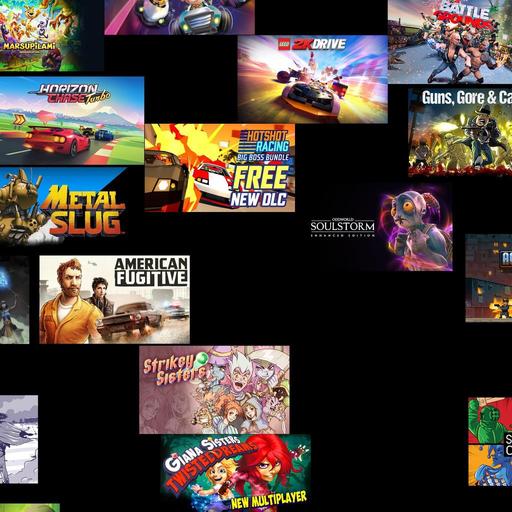 MARSUPILAMI
BATTLE
GROUNDS
LEGO 2K DRIVE
HORIZON
CHASE Turbo
Guns, Gore & Ca
HOTSHOT
RACING
BIG BOSS BUNDLE
FREE
NEW DLC
METAL
SLUG
ODDWORLD
SOULSTORM
ENHANCED EDITION
AMERICAN
FUGITIVE
Strikey
Sisters
GIANA SISTERS
TWISTED DREAMS
NEW MULTIPLAYER